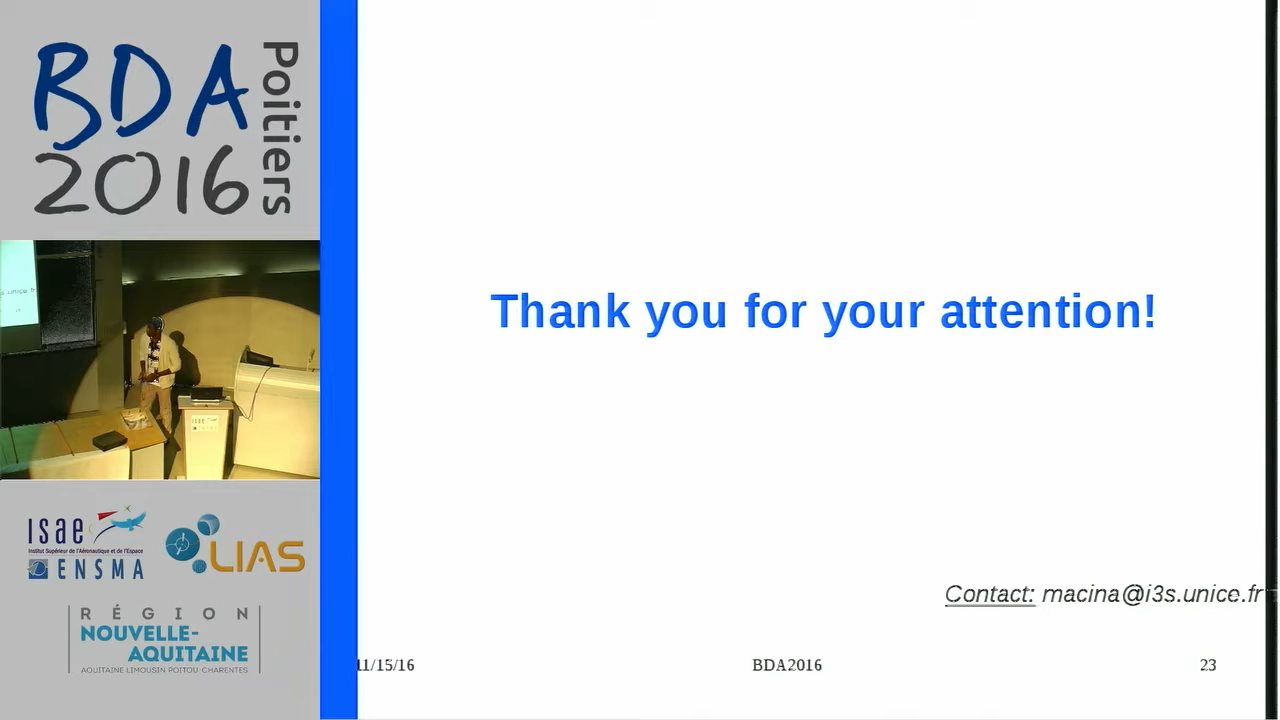 BDA
2016
Poitiers
isae
Institut Supérieur de l'Aéronautique et de l'Espace
ENSMA
LIAS
RÉGION
NOUVELLE-
AQUITAINE
AQUITAINE LIMOUSIN POITOU-CHARENTES
Thank you for your attention!
Contact: macina@i3s.unice.fr
11/15/16
BDA2016
23